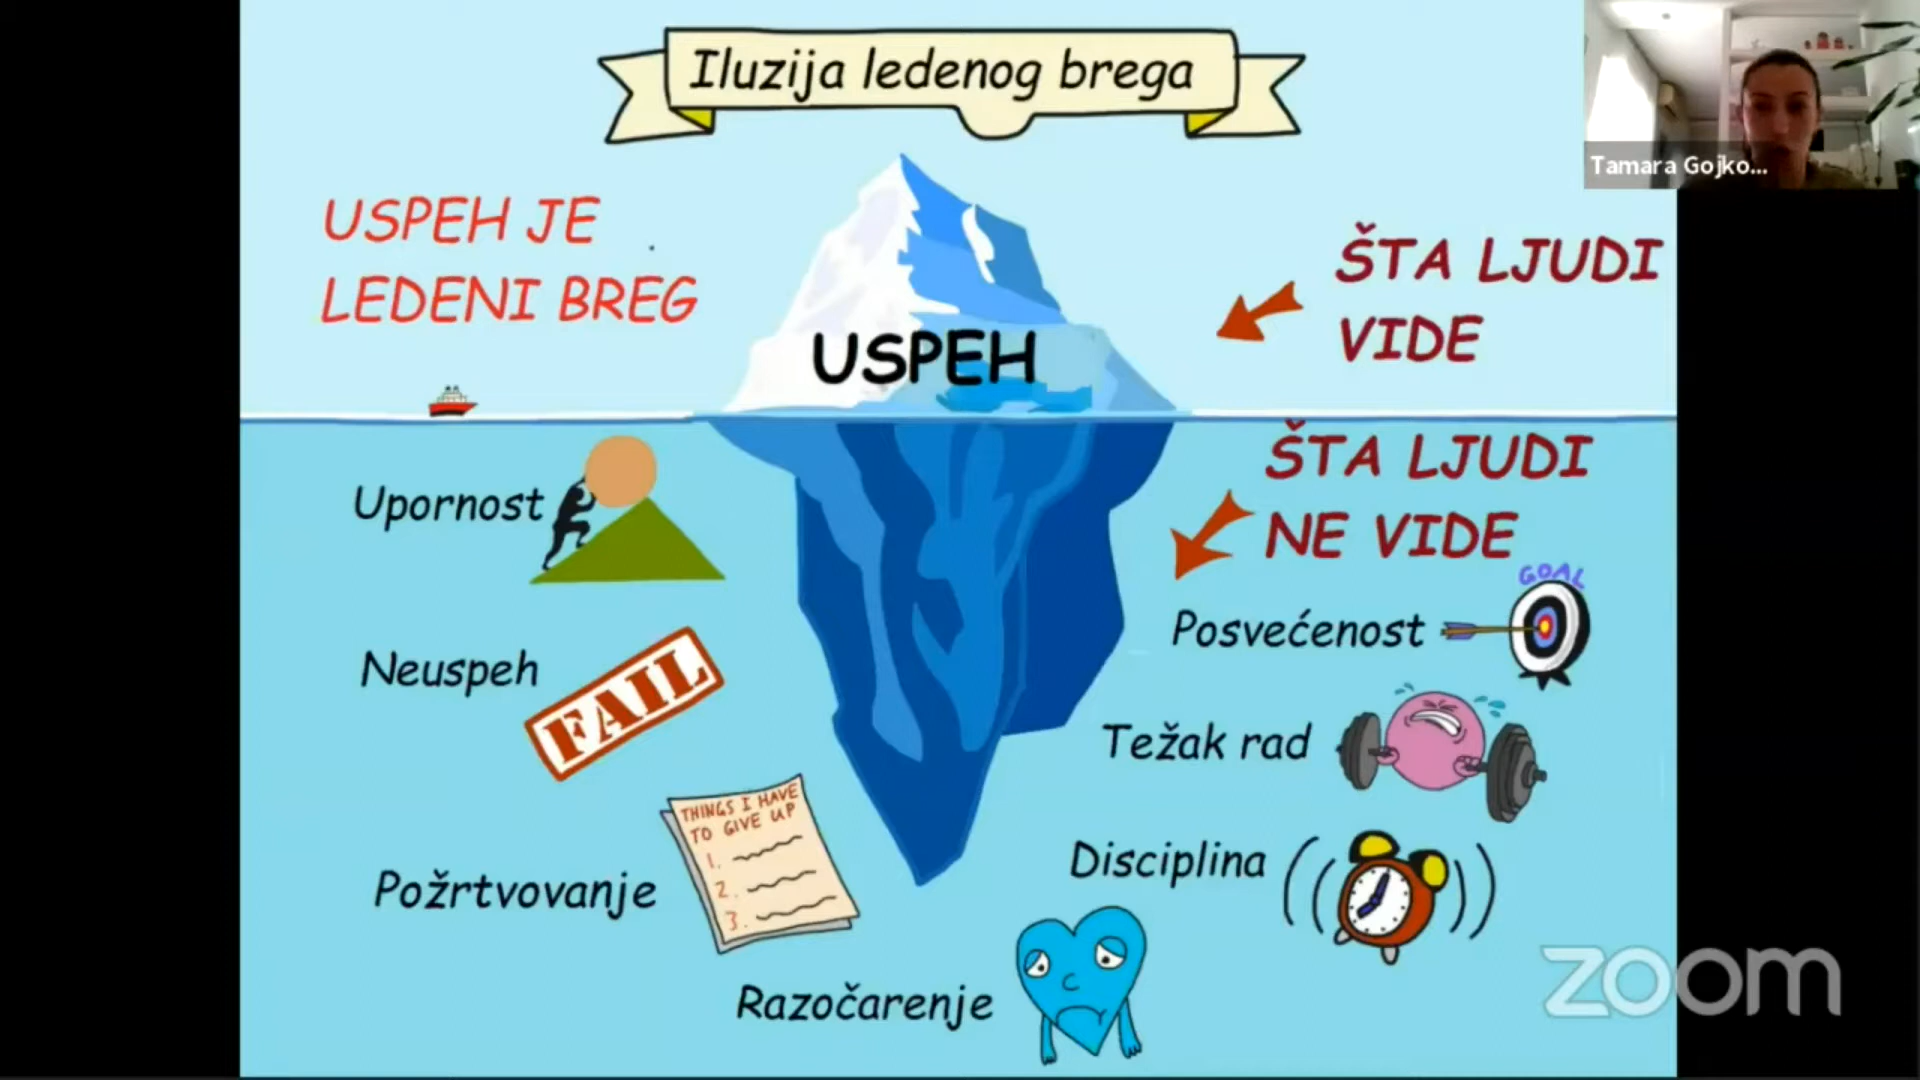 Iluzija ledenog brega
Tamara Gojko...
USPEH JE
LEDENI BREG
ŠTA LJUDI
VIDE
USPEH
ŠTA LJUDI
NE VIDE
Upornost
GOAL
Posvećenost
Neuspeh
FAIL
Težak rad
THINGS I HAVE
TO GIVE UP
1.
2.
3.
Disciplina
Požrtvovanje
Razočarenje
zoom